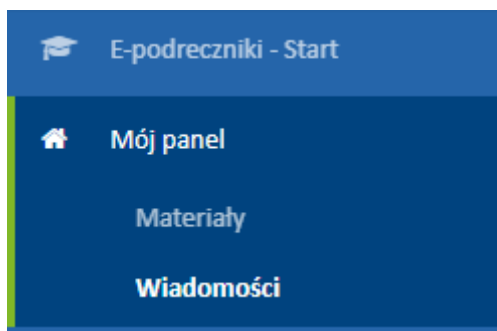 E-podreczniki - Start
Mój panel
Materiały
Wiadomości